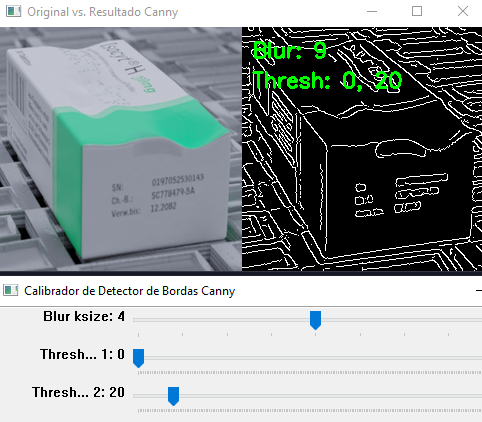 Original vs. Resultado Canny
Blur: 9
Thresh: 0, 20
SN: 0197052530143
Ch.-B.: SC778479-5A
Verw.bis: 12.2082
Calibrador de Detector de Bordas Canny
Blur ksize: 4
Thresh... 1: 0
Thresh... 2: 20